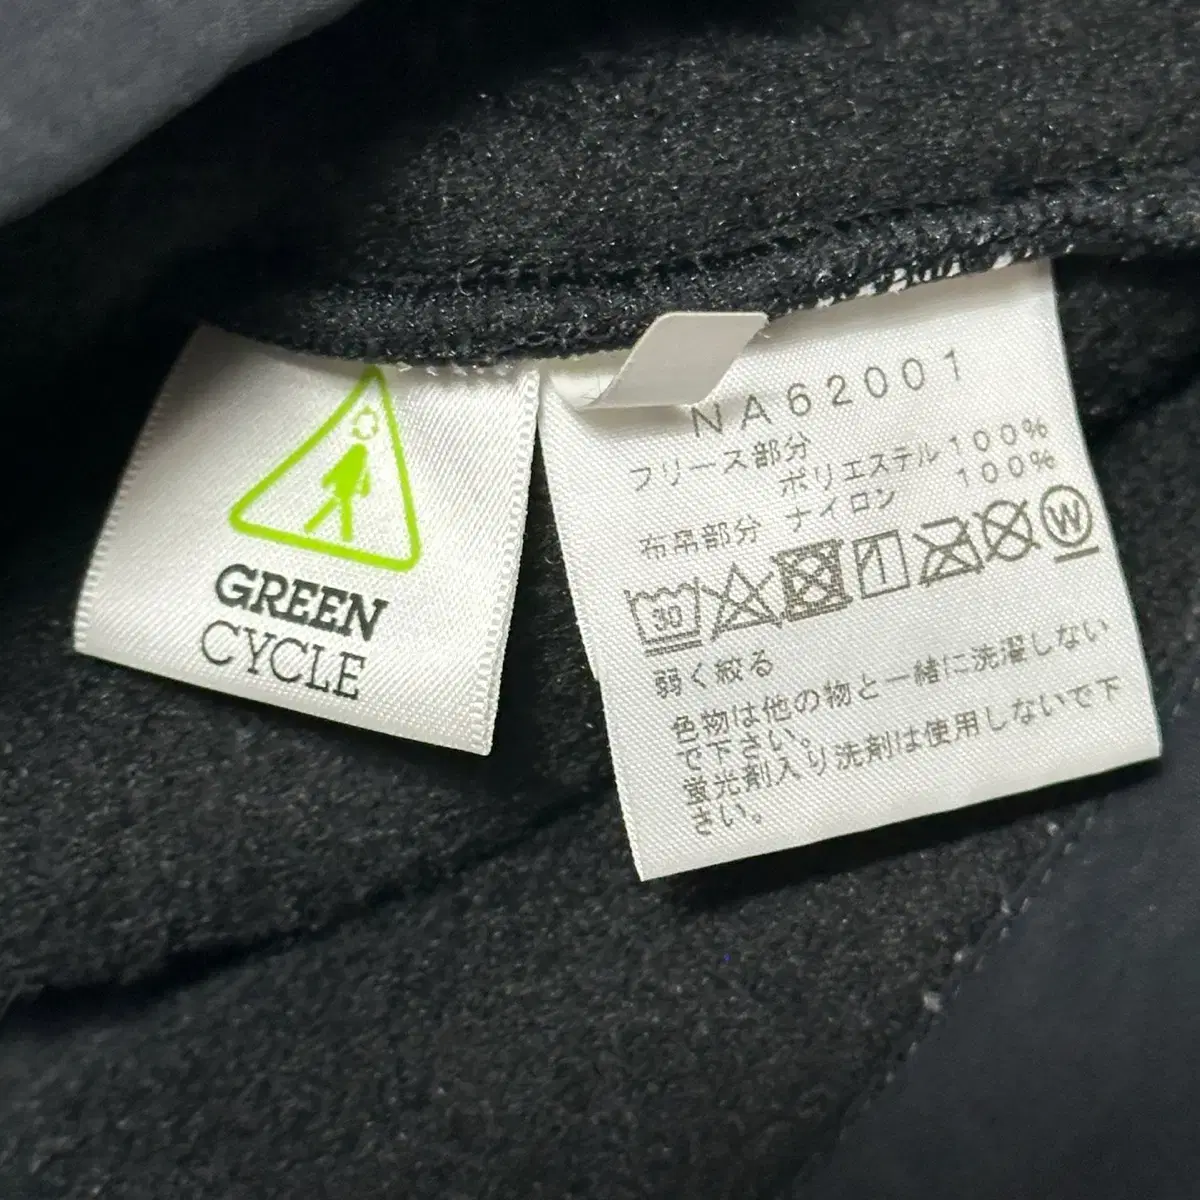 GREEN
CYCLE
NA62001
フリース部分
ポリエステル100%
布帛部分 ナイロン 100%
30
W
弱く絞る
色物は他の物と一緒に洗濯しない
で下さい。
蛍光剤入り洗剤は使用しないで下
さい。